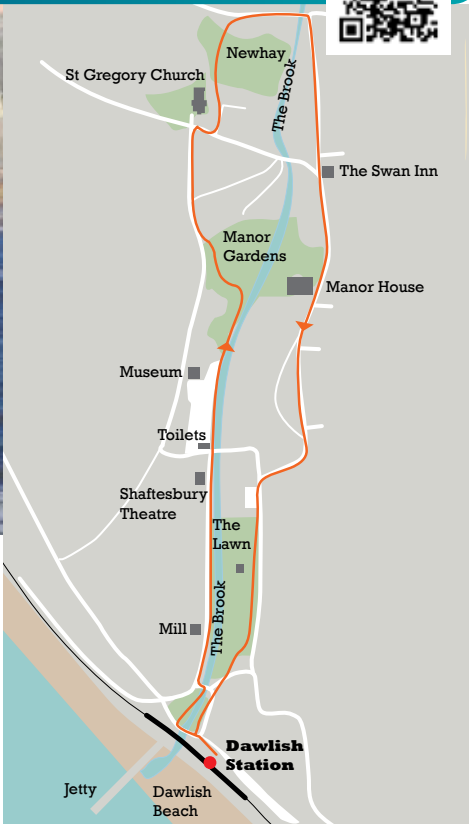 Newhay
St Gregory Church
The Brook
The Swan Inn
Manor
Gardens
Manor House
Museum
Toilets
Shaftesbury
Theatre
The
Lawn
The Brook
Mill
Dawlish
Station
Jetty
Dawlish
Beach